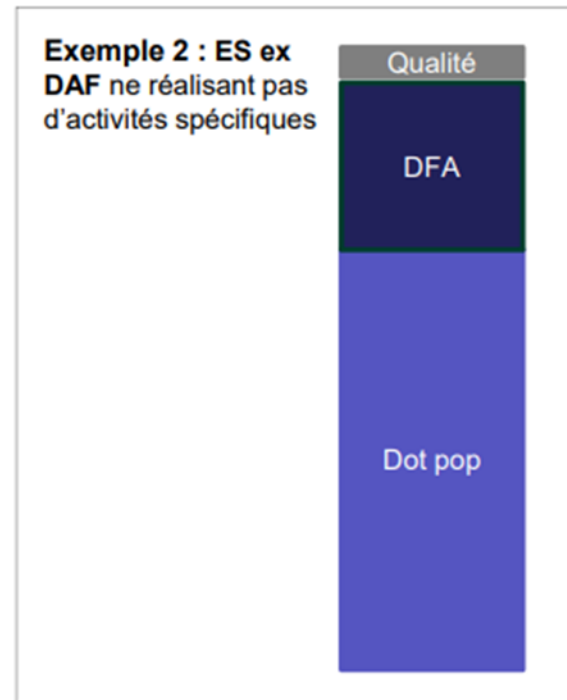 Exemple 2 : ES ex
DAF ne réalisant pas
d'activités spécifiques
Qualité
DFA
Dot pop